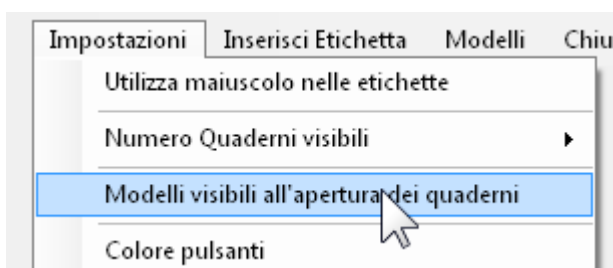 Impostazioni Inserisci Etichetta Modelli
Utilizza maiuscolo nelle etichette
Numero Quaderni visibili
Modelli visibili all'apertura dei quaderni
Colore pulsanti